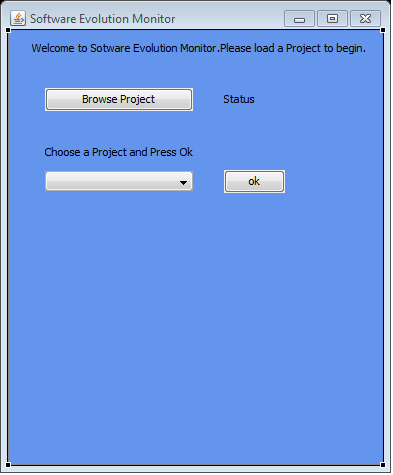 Software Evolution Monitor
Welcome to Sotware Evolution Monitor.Please load a Project to begin.
Browse Project
Status
Choose a Project and Press Ok
ok